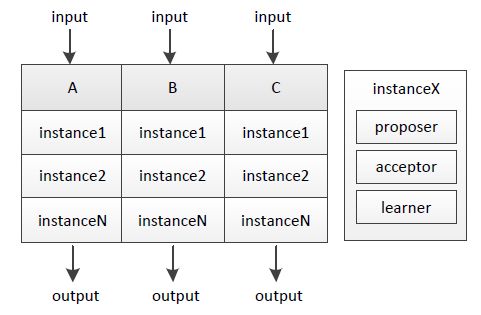 input input input
A B C instanceX
instance1 instance1 instance1 proposer
instance2 instance2 instance2 acceptor
instanceN instanceN instanceN learner
output output output